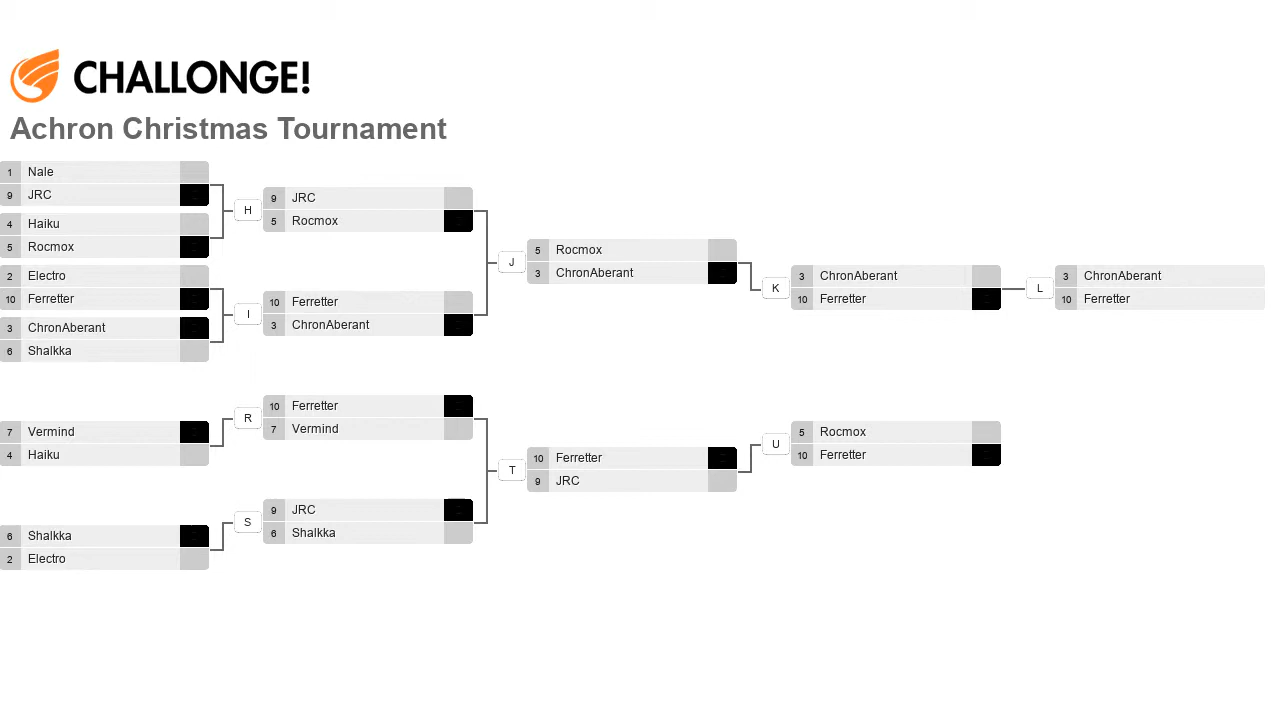 CHALLONGE!
Achron Christmas Tournament
1 Nale
9 JRC
4 Haiku
5 Rocmox
2 Electro
10 Ferretter
3 ChronAberant
6 Shalkka
H
9 JRC
5 Rocmox
I
10 Ferretter
3 ChronAberant
J
5 Rocmox
3 ChronAberant
K
3 ChronAberant
10 Ferretter
L
3 ChronAberant
10 Ferretter
7 Vermind
4 Haiku
6 Shalkka
2 Electro
R
10 Ferretter
7 Vermind
S
9 JRC
6 Shalkka
T
10 Ferretter
9 JRC
U
5 Rocmox
10 Ferretter